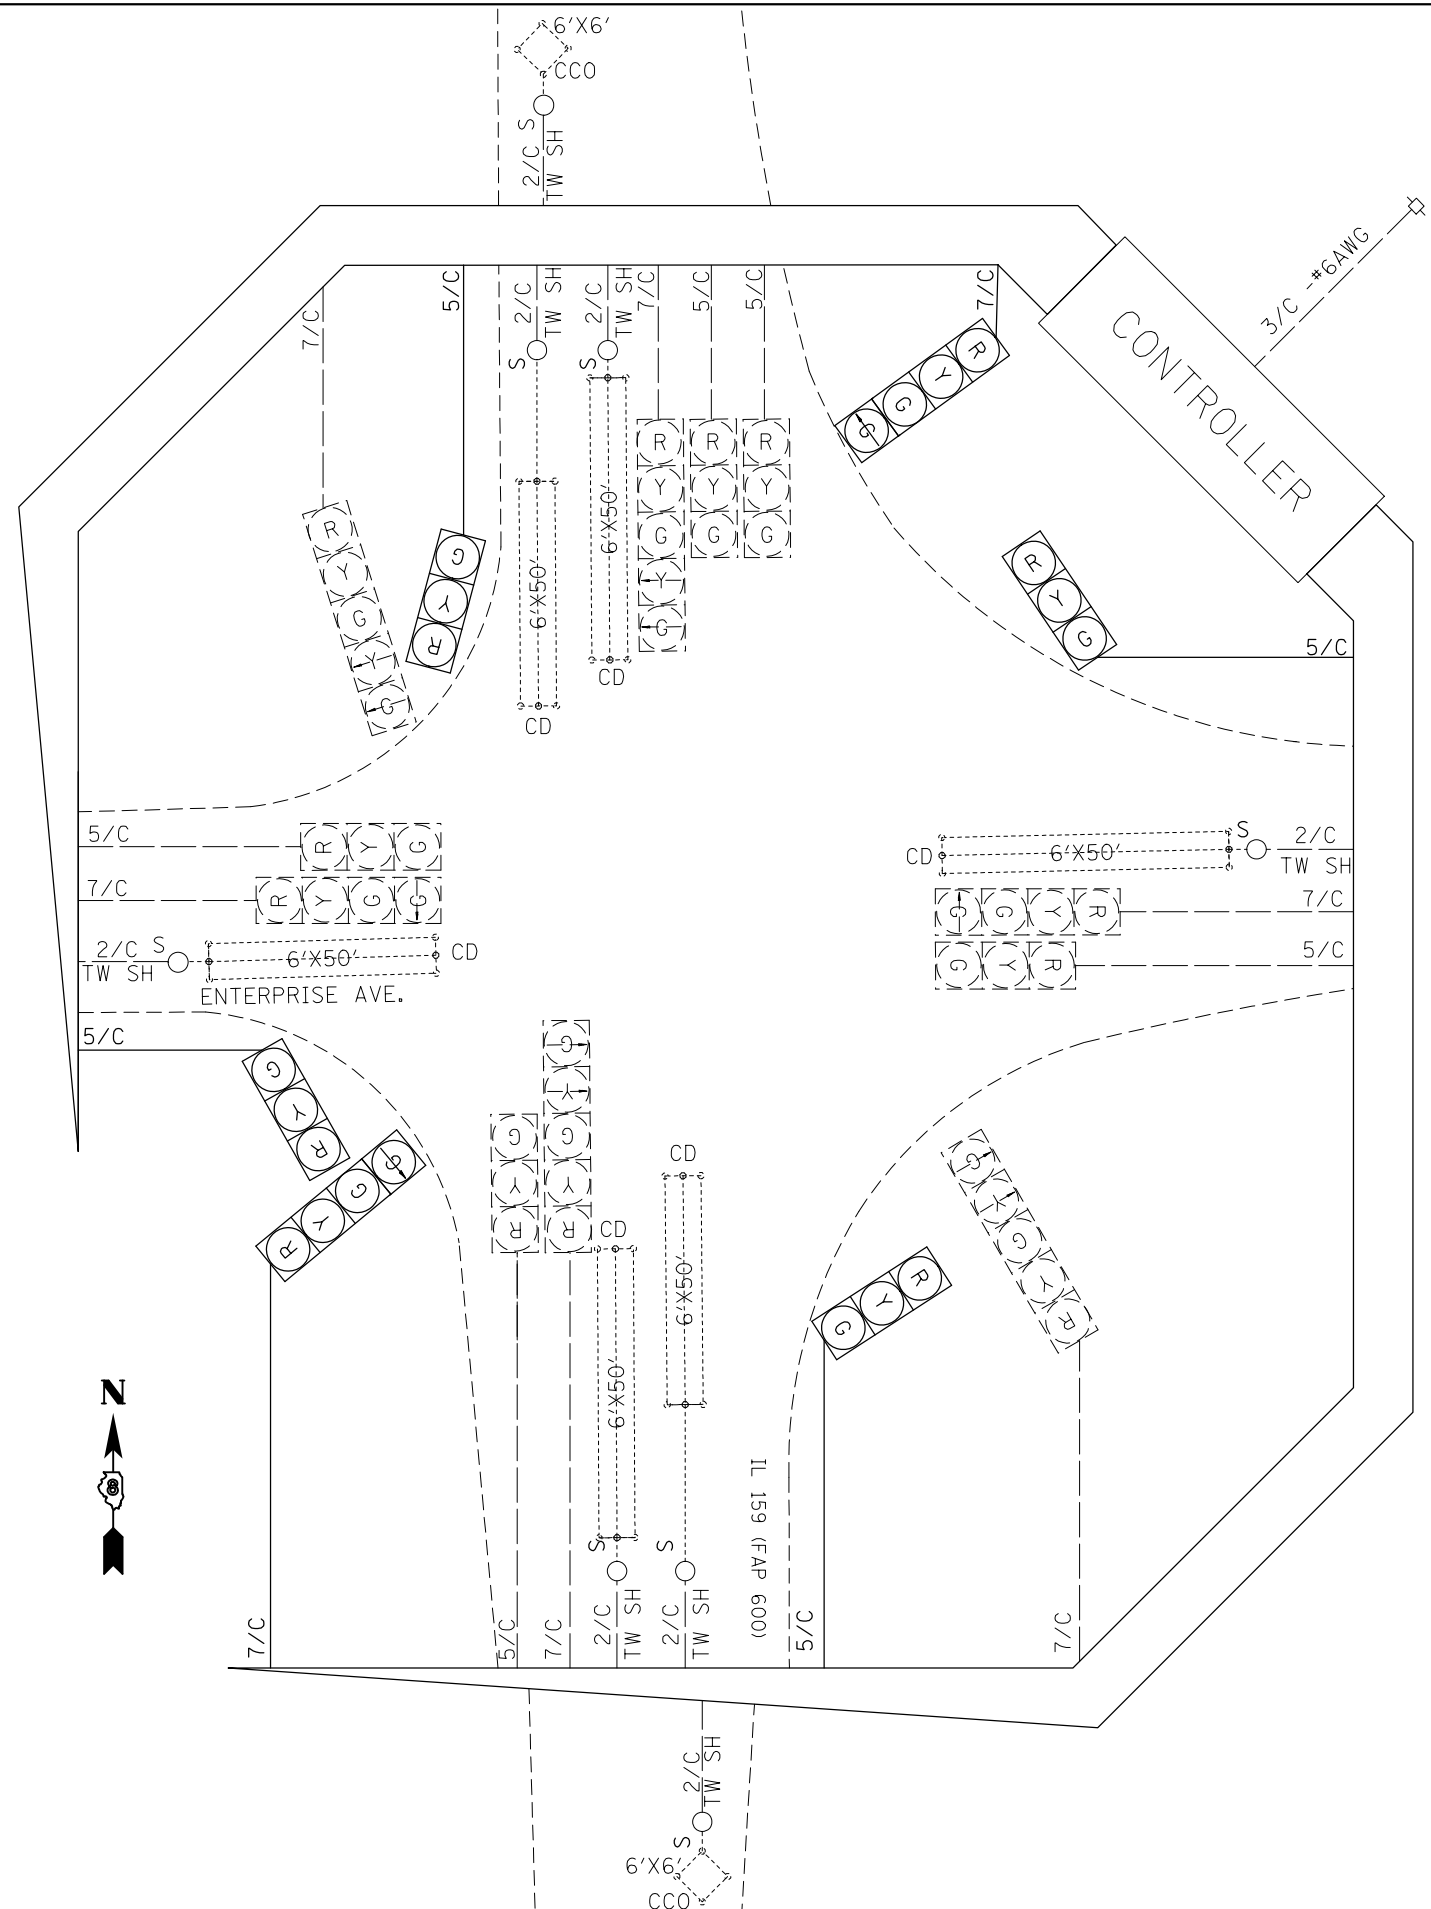 6'X6'
CCO
S
2/C
TW SH
3/C -#6AWG
CONTROLLER
7/C
5/C
2/C
TW SH
2/C
TW SH
7/C
5/C
5/C
7/C
S
S
R
Y
G
G
R
Y
G
Y
G
R
Y
G
R
Y
G
R
Y
G
Y
G
G
Y
R
6'X50'
6'X50'
R
Y
G
5/C
CD
CD
5/C
R Y G
7/C
R Y G G
2/C
TW SH
S
6'X50'
CD
ENTERPRISE AVE.
CD
6'X50'
S
2/C
TW SH
G G Y R
7/C
G Y R
5/C
5/C
G
Y
R
G
G
Y
R
G
Y
R
G
Y
G
Y
R
CD
CD
6'X50'
6'X50'
G
Y
G
Y
R
R
Y
G
N
8
S
S
IL 159 (FAP 600)
7/C
5/C
7/C
2/C
TW SH
2/C
TW SH
5/C
7/C
2/C
TW SH
S
6'X6'
CCO